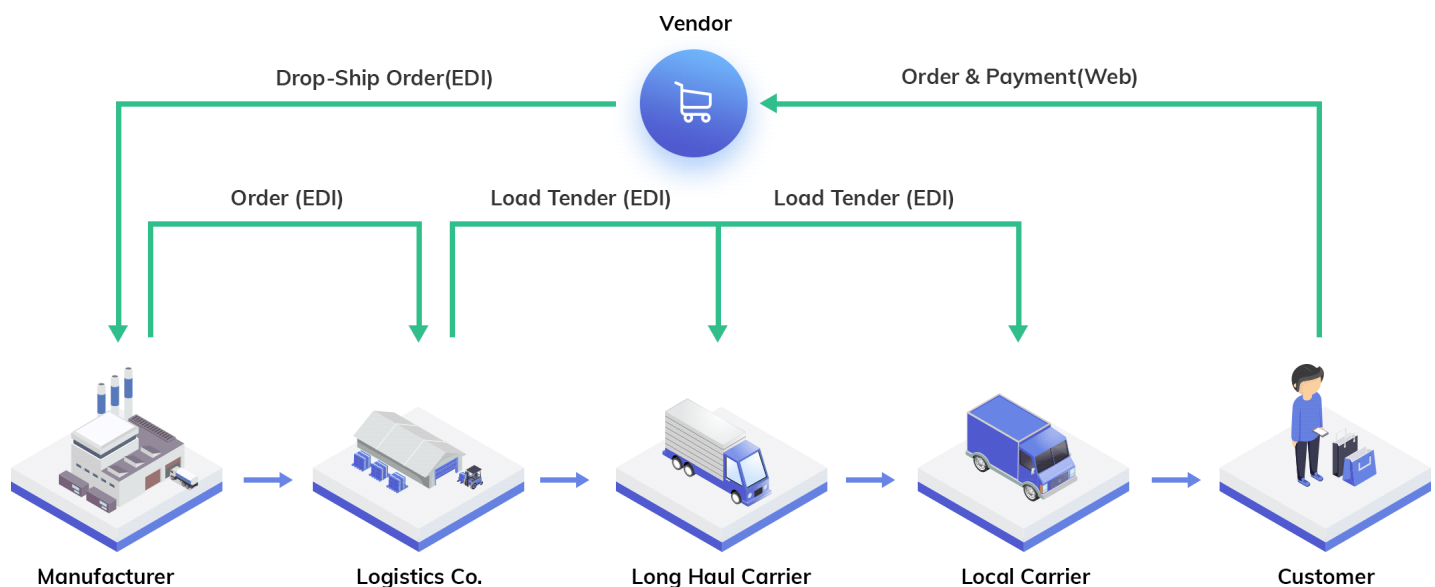 Vendor
Drop-Ship Order(EDI)
Order & Payment(Web)
Order (EDI)
Load Tender (EDI)
Load Tender (EDI)
Manufacturer
Logistics Co.
Long Haul Carrier
Local Carrier
Customer